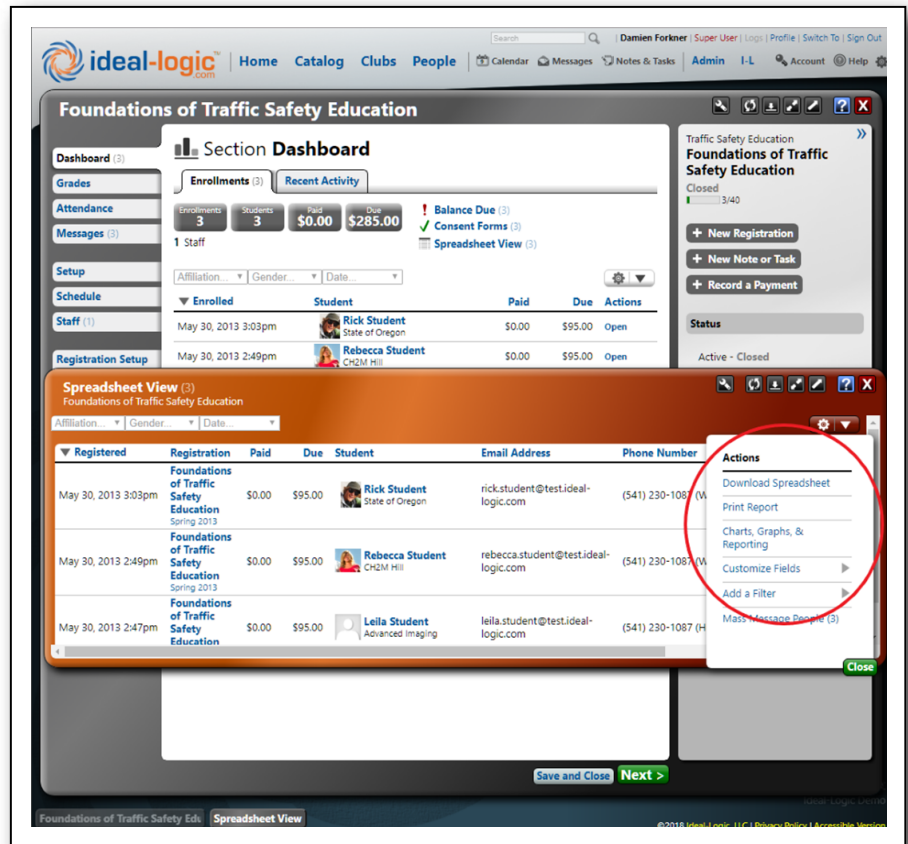 Search | Damien Forkner | Super User | Logs | Profile | Switch To | Sign Out
ideal-logic™ .com | Home Catalog Clubs People | Calendar Messages Notes & Tasks | Admin I-L Account Help
Foundations of Traffic Safety Education ? X
Dashboard (3)
Grades
Attendance
Messages (3)
Setup
Schedule
Staff (1)
Registration Setup
Section Dashboard
Enrollments (3) Recent Activity
Enrollments 3
Students 3
Paid $0.00
Due $285.00
1 Staff
! Balance Due (3)
Consent Forms (3)
Spreadsheet View (3)
Affiliation... Gender... Date...
Enrolled Student Paid Due Actions
May 30, 2013 3:03pm Rick Student $0.00 $95.00 Open
State of Oregon
May 30, 2013 2:49pm Rebecca Student $0.00 $95.00 Open
CH2M Hill
Traffic Safety Education »
Foundations of Traffic
Safety Education
Closed
3/40
+ New Registration
+ New Note or Task
+ Record a Payment
Status
Active - Closed
Spreadsheet View (3) ? X
Foundations of Traffic Safety Education
Affiliation... Gender... Date...
Registered Registration Paid Due Student Email Address Phone Number
May 30, 2013 3:03pm
Foundations
of Traffic
Safety
Education
Spring 2013
$0.00 $95.00 Rick Student
State of Oregon
rick.student@test.ideal-
logic.com
(541) 230-1087 (W
May 30, 2013 2:49pm
Foundations
of Traffic
Safety
Education
Spring 2013
$0.00 $95.00 Rebecca Student
CH2M Hill
rebecca.student@test.ideal-
logic.com
(541) 230-1087 (W
May 30, 2013 2:47pm
Foundations
of Traffic
Safety
Education
$0.00 $95.00 Leila Student
Advanced Imaging
leila.student@test.ideal-
logic.com
(541) 230-1087 (H
Actions
Download Spreadsheet
Print Report
Charts, Graphs, &
Reporting
Customize Fields
Add a Filter
Mass Message People (3)
Close
Save and Close Next >
Ideal-Logic Demo
Foundations of Traffic Safety Edu Spreadsheet View
©2018 Ideal-Logic, LLC | Privacy Policy | Accessible Version